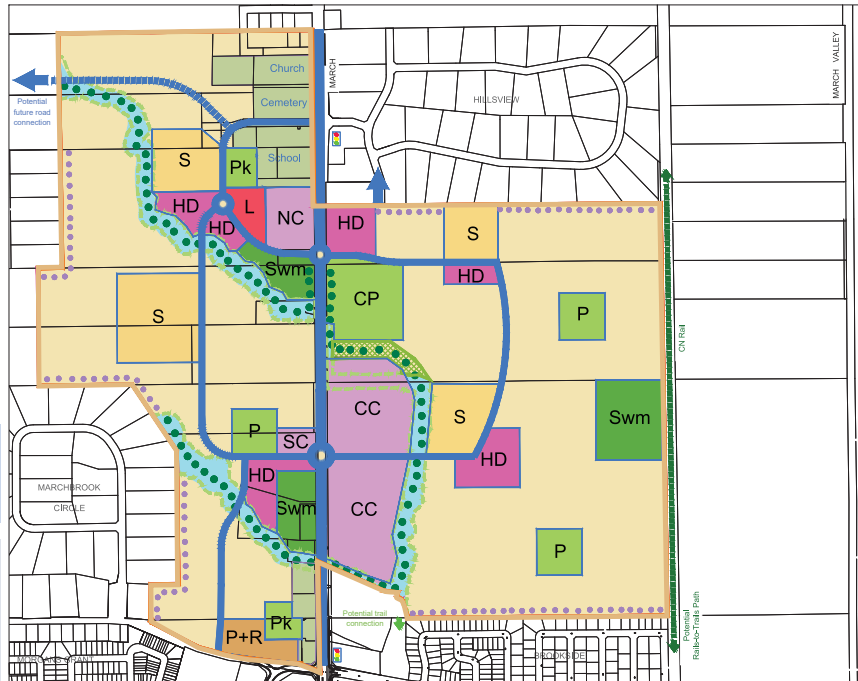 MARCH VALLEY
MARCH
Church
Cemetery
School
HILLSVIEW
Potential
future road
connection
S
Pk
HD
L
NC
HD
HD
S
Swm
HD
CP
P
S
CN Rail
CC
S
Swm
P
SC
HD
HD
Swm
CC
MARCHBROOK
CIRCLE
P
Potential trail
connection
Pk
P+R
Potential
Rails-to-Trails Path
MORGANS GRANT
BROOKSIDE